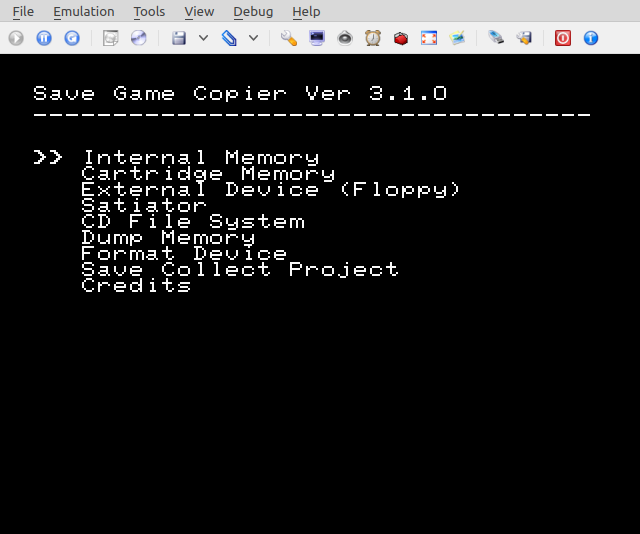 File Emulation Tools View Debug Help
Save Game Copier Ver 3.1.0
-----------------------------------
>> Internal Memory
Cartridge Memory
External Device (Floppy)
Satiator
CD File System
Dump Memory
Format Device
Save Collect Project
Credits